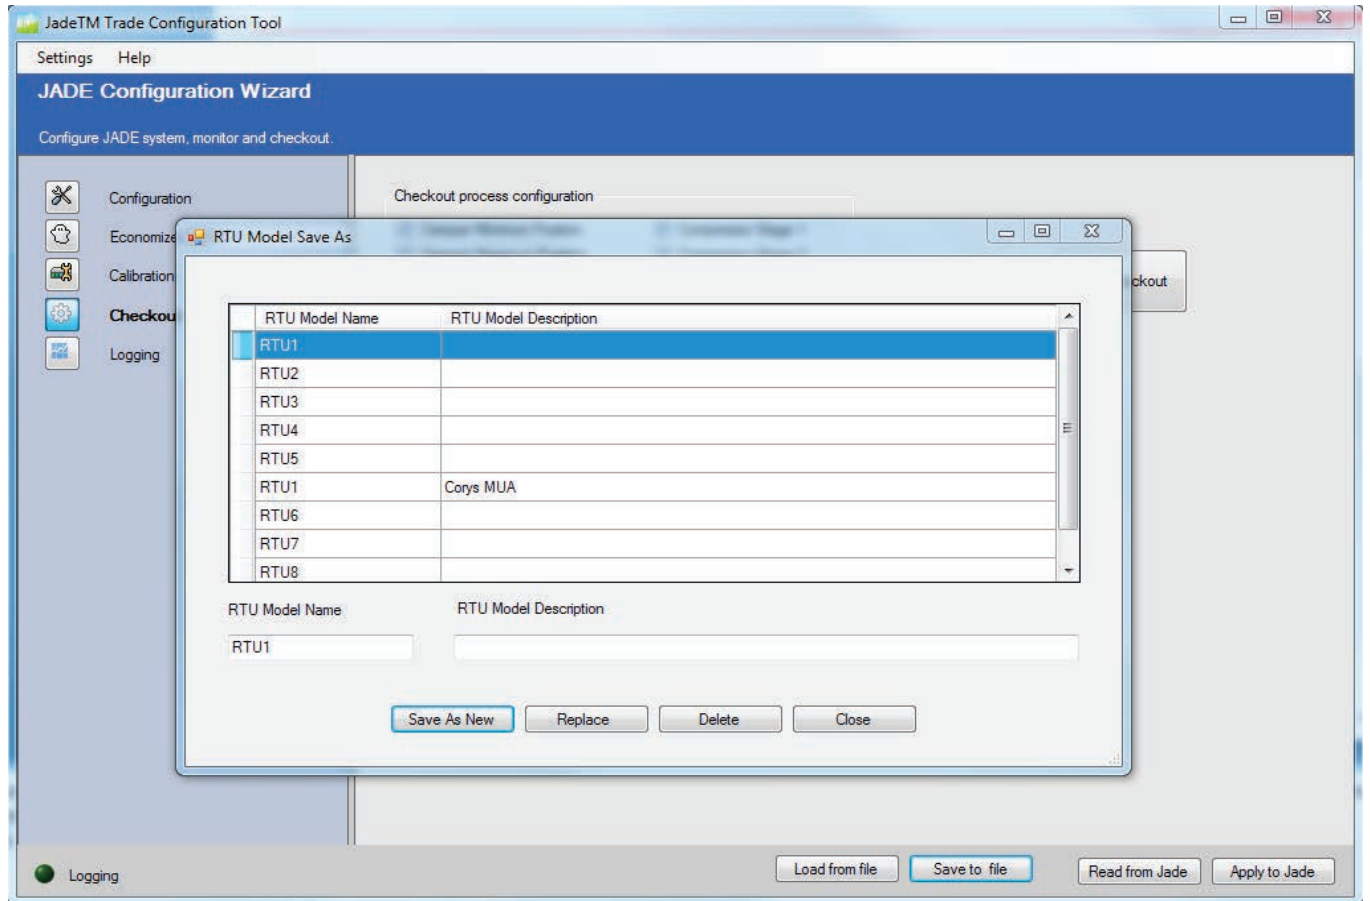 JadeTM Trade Configuration Tool
Settings Help
JADE Configuration Wizard
Configure JADE system, monitor and checkout.
Configuration
Checkout process configuration
Economize
RTU Model Save As
Calibration
ckout
Checkou
Logging
RTU Model Name RTU Model Description
RTU1
RTU2
RTU3
RTU4
RTU5
RTU1 Corys MUA
RTU6
RTU7
RTU8
RTU Model Name RTU Model Description
RTU1
Save As New Replace Delete Close
Logging
Load from file Save to file Read from Jade Apply to Jade